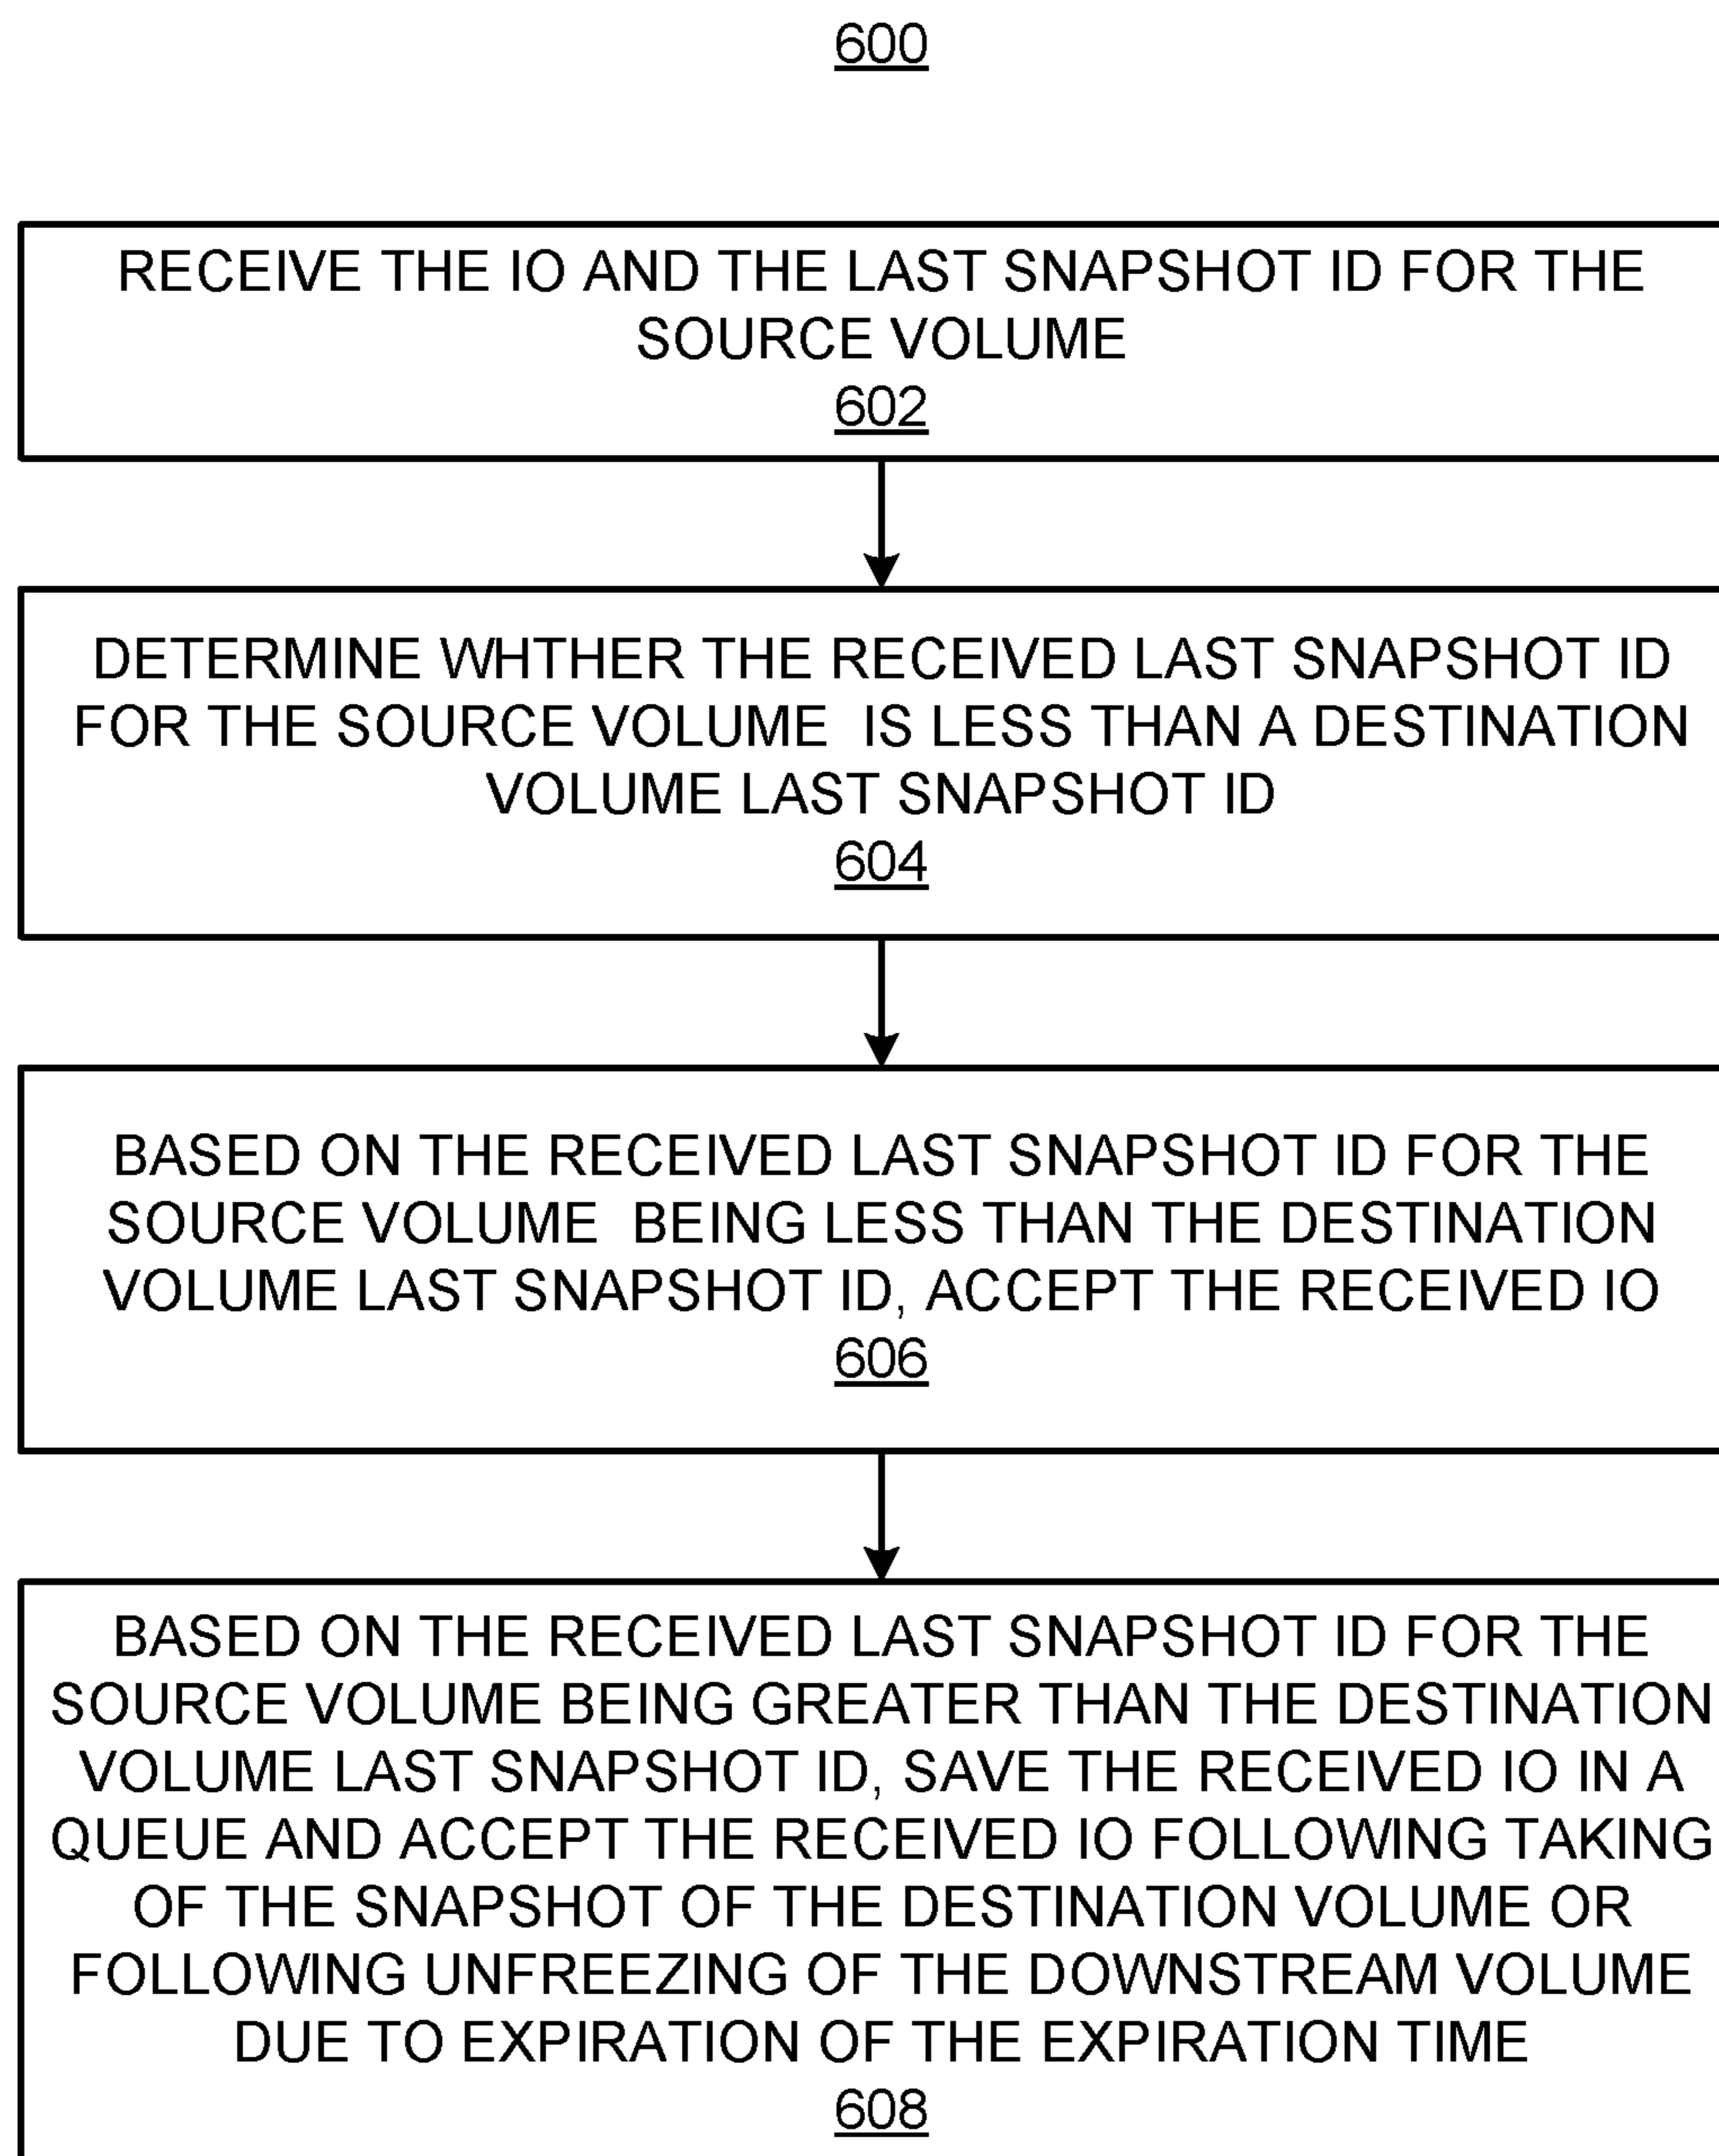 600
RECEIVE THE IO AND THE LAST SNAPSHOT ID FOR THE
SOURCE VOLUME
602
DETERMINE WHTHER THE RECEIVED LAST SNAPSHOT ID
FOR THE SOURCE VOLUME IS LESS THAN A DESTINATION
VOLUME LAST SNAPSHOT ID
604
BASED ON THE RECEIVED LAST SNAPSHOT ID FOR THE
SOURCE VOLUME BEING LESS THAN THE DESTINATION
VOLUME LAST SNAPSHOT ID, ACCEPT THE RECEIVED IO
606
BASED ON THE RECEIVED LAST SNAPSHOT ID FOR THE
SOURCE VOLUME BEING GREATER THAN THE DESTINATION
VOLUME LAST SNAPSHOT ID, SAVE THE RECEIVED IO IN A
QUEUE AND ACCEPT THE RECEIVED IO FOLLOWING TAKING
OF THE SNAPSHOT OF THE DESTINATION VOLUME OR
FOLLOWING UNFREEZING OF THE DOWNSTREAM VOLUME
DUE TO EXPIRATION OF THE EXPIRATION TIME
608